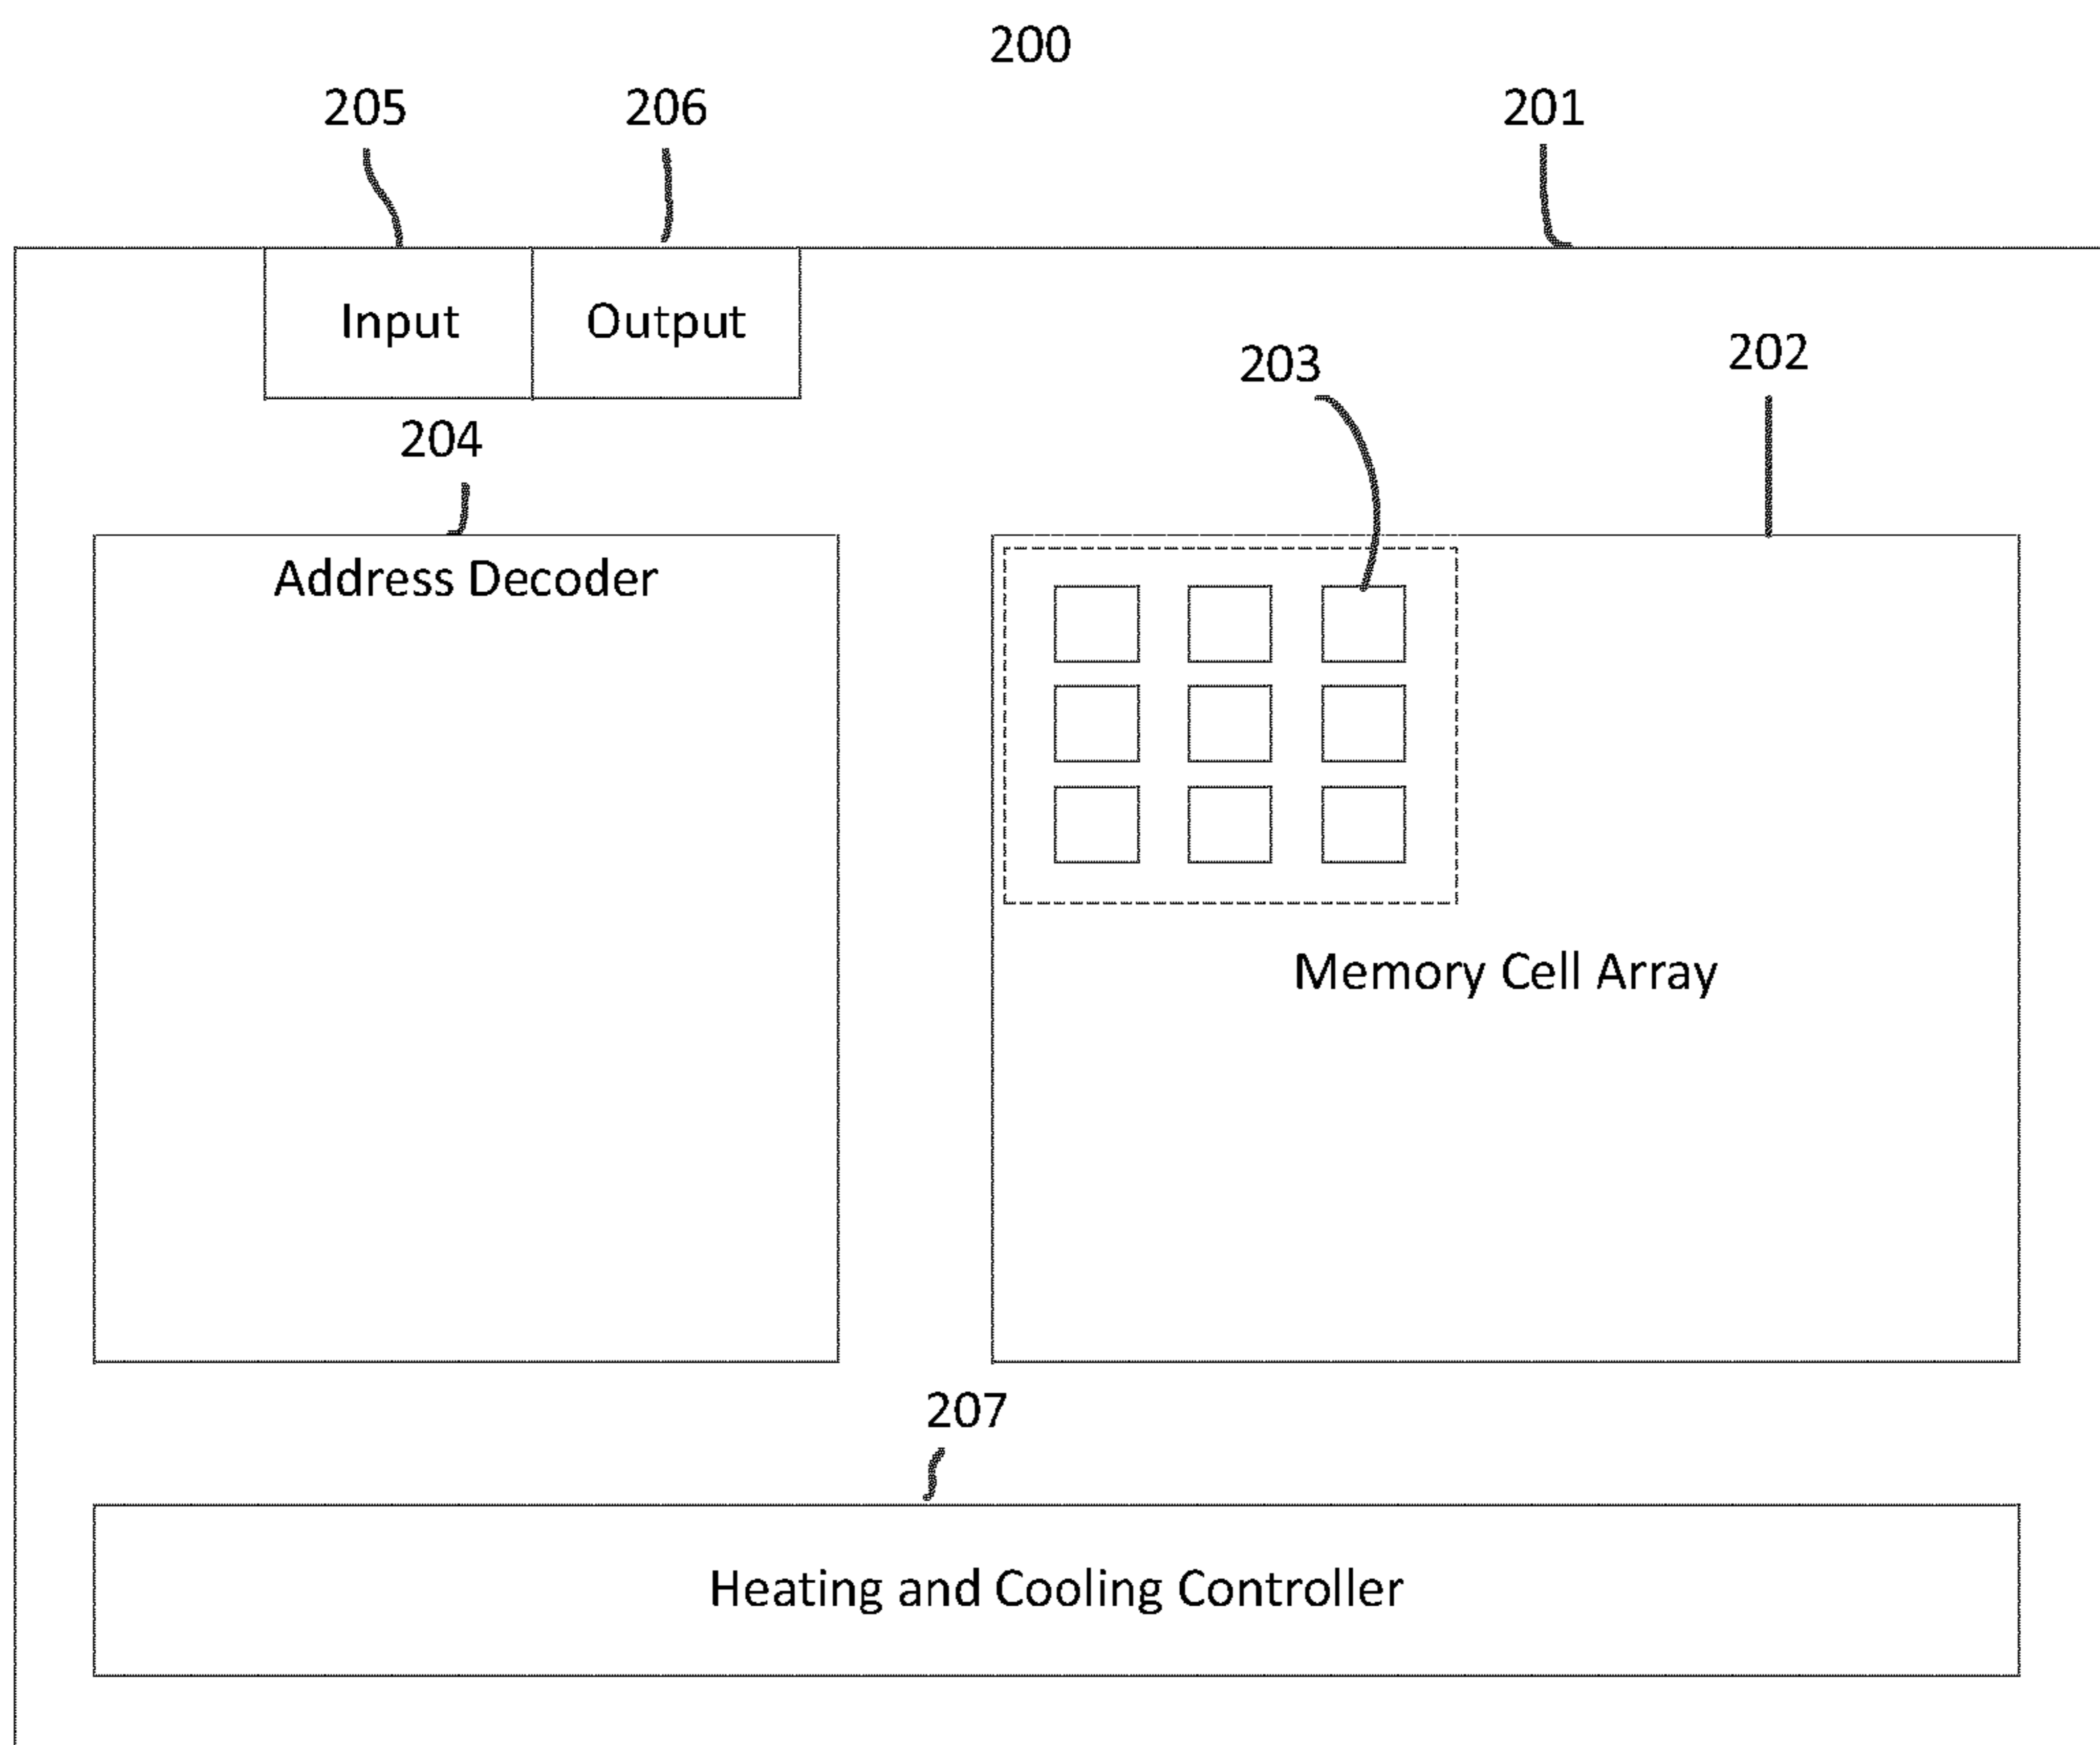 200
205
206
201
Input
Output
203
202
204
Address Decoder
Memory Cell Array
207
Heating and Cooling Controller